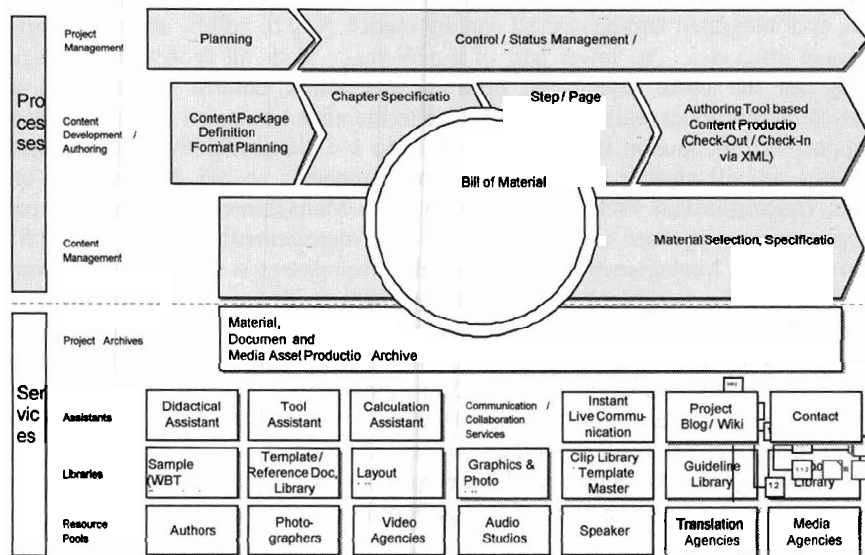 Project
Management
Planning
Control / Status Management /
Pro
cesses
Content
Development /
Authoring
Content Package
Definition
Format Planning
Chapter Specificatio
Step / Page
Authoring Tool based
Content Productio
(Check-Out / Check-In
via XML)
Bill of Material
Content
Management
Material Selection, Specificatio
Project Archives
Material,
Documen and
Media Asset Productio Archive
Ser
vic
es
Assistants
Didactical
Assistant
Tool
Assistant
Calculation
Assistant
Communication /
Collaboration
Services
Instant
Live Commu-
nication
Project
Blog / Wiki
Contact
Libraries
Sample
(WBT
Template /
Reference Doc,
Library
Layout
Graphics &
Photo
Clip Library
Template
Master
Guideline
Library
1 2
Library
Resource
Pools
Authors
Photo-
graphers
Video
Agencies
Audio
Studios
Speaker
Translation
Agencies
Media
Agencies